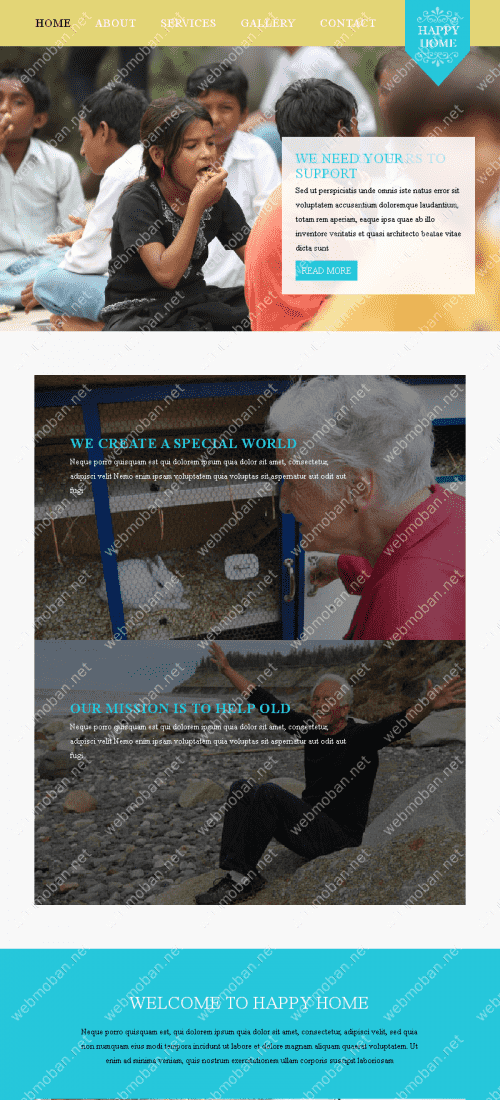 HOME ABOUT SERVICES GALLERY CONTACT
HAPPY
HOME
WE NEED YOURRS TO
SUPPORT
Sed ut perspiciatis unde omnis iste natus error sit
voluptatem accusantium doloremque laudantium,
totam rem aperiam, eaque ipsa quae ab illo
inventore veritatis et quasi architecto beatae vitae
dicta sunt
READ MORE
WE CREATE A SPECIAL WORLD
Neque porro quisquam est qui dolorem ipsum quia dolor sit amet, consectetur,
adipisci velit Nemo enim ipsam voluptatem quia voluptas sit aspernatur aut odit aut
fugi
OUR MISSION IS TO HELP OLD
Neque porro quisquam est qui dolorem ipsum quia dolor sit amet, consectetur,
adipisci velit Nemo enim ipsam voluptatem quia voluptas sit aspernatur aut odit aut
fugi
WELCOME TO HAPPY HOME
Neque porro quisquam est, qui dolorem ipsum quia dolor sit amet, consectetur, adipisci velit, sed quia
non numquam eius modi tempora incidunt ut labore et dolore magnam aliquam quaerat voluptatem. Ut
enim ad minima veniam, quis nostrum exercitationem ullam corporis suscipit laboriosam
webmoban.net